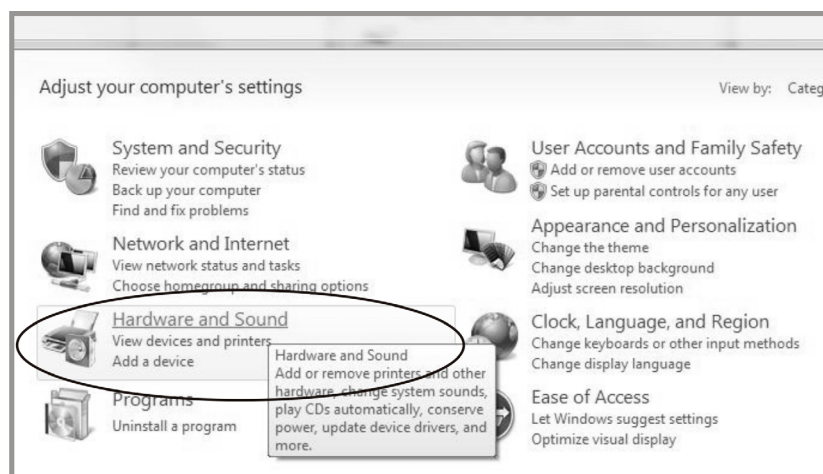 Adjust your computer's settings
View by: Categ
System and Security
Review your computer's status
Back up your computer
Find and fix problems
Network and Internet
View network status and tasks
Choose homegroup and sharing options
Hardware and Sound
View devices and printers
Add a device
Programs
Uninstall a program
Hardware and Sound
Add or remove printers and other
hardware, change system sounds,
play CDs automatically, conserve
power, update device drivers, and
more.
User Accounts and Family Safety
Add or remove user accounts
Set up parental controls for any user
Appearance and Personalization
Change the theme
Change desktop background
Adjust screen resolution
Clock, Language, and Region
Change keyboards or other input methods
Change display language
Ease of Access
Let Windows suggest settings
Optimize visual display